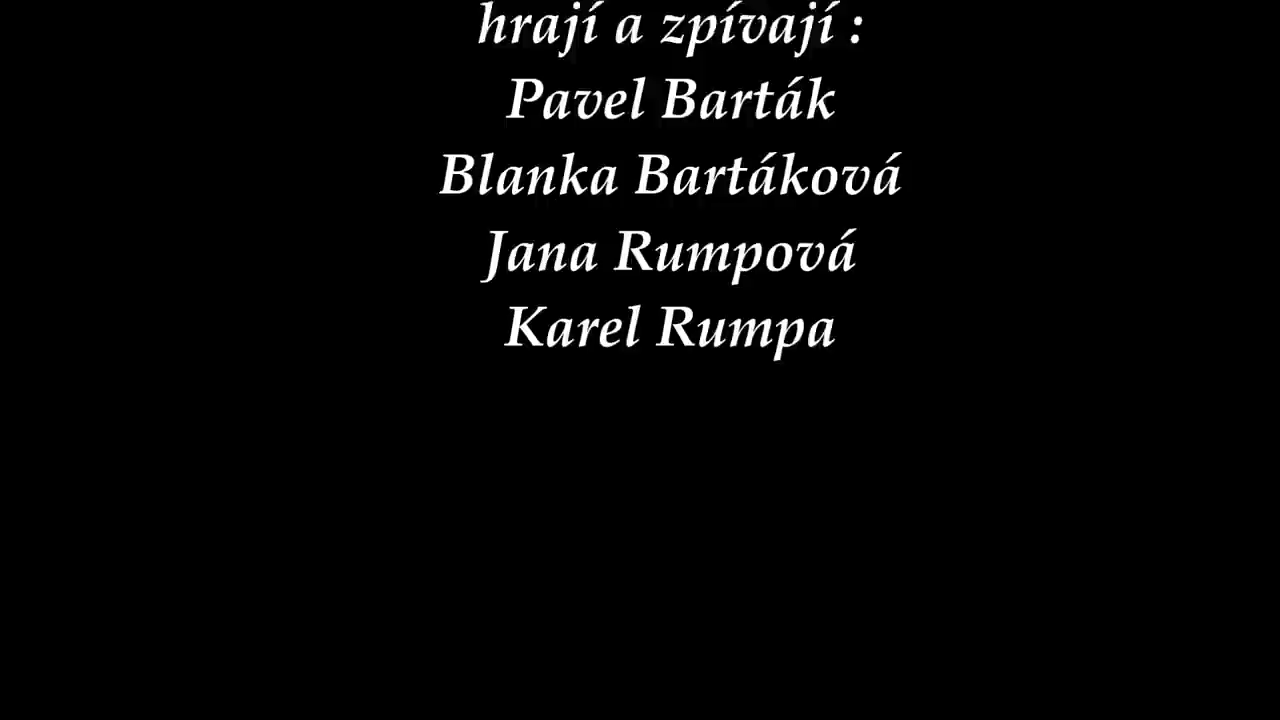 hrají a zpívají :
Pavel Barták
Blanka Bartáková
Jana Rumpová
Karel Rumpa